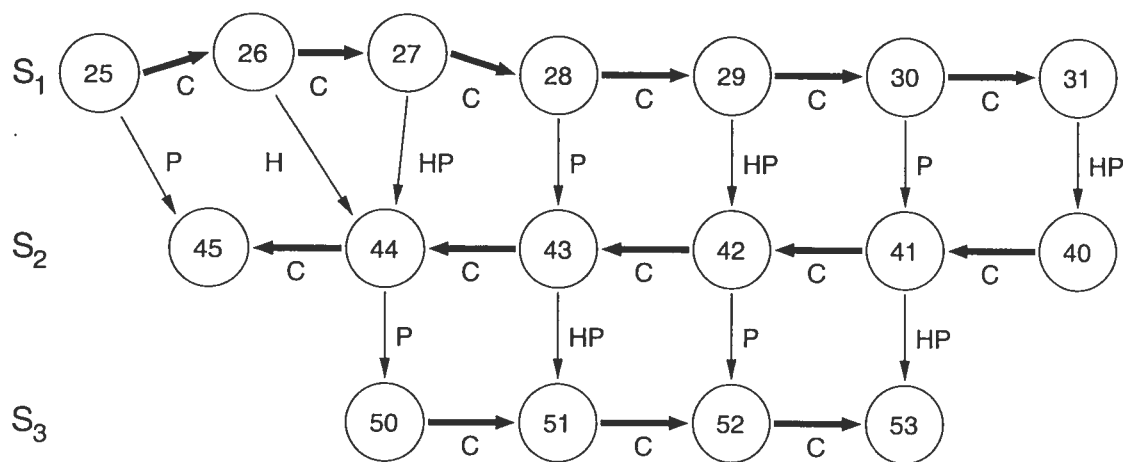 S1 25 C 26 C 27 C 28 C 29 C 30 C 31
P H HP P HP P HP
S2 45 C 44 C 43 C 42 C 41 C 40
P HP P HP
S3 50 C 51 C 52 C 53